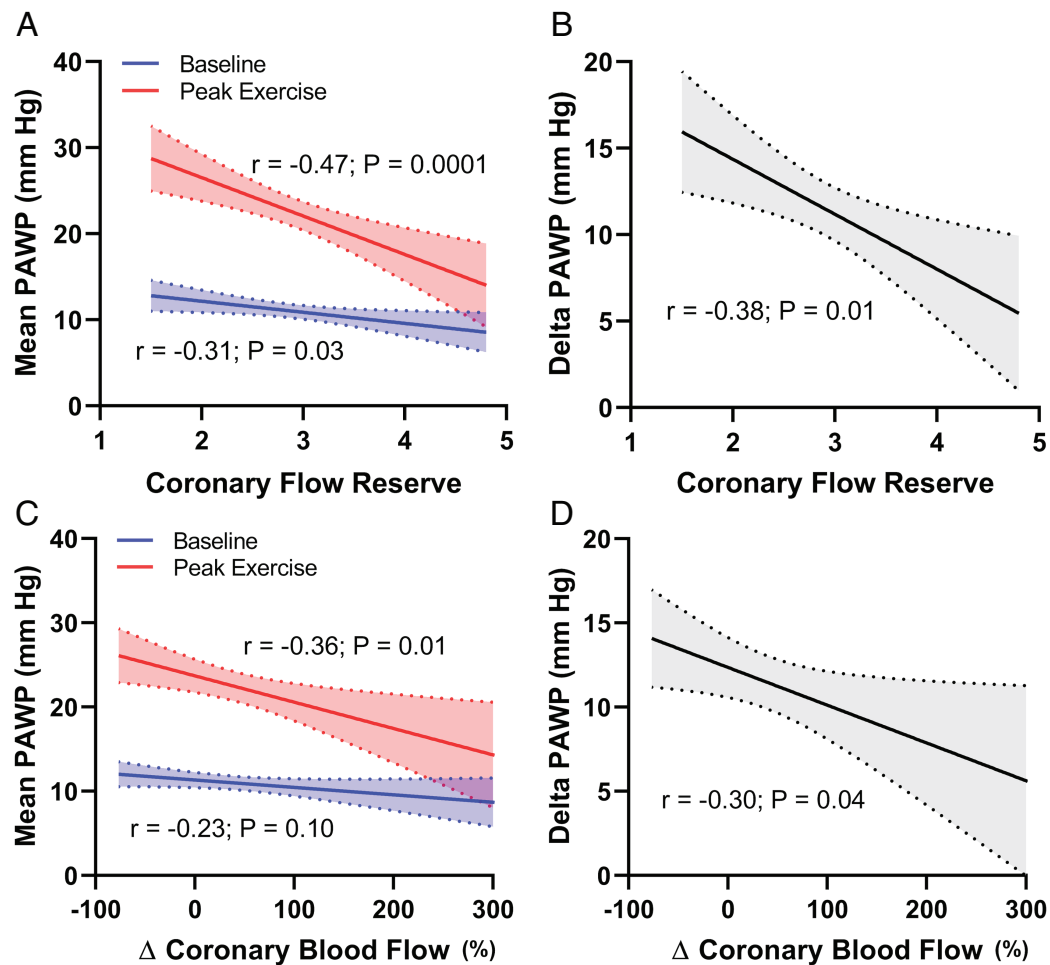 A
Mean PAWP (mm Hg)
40
30
20
10
0
Baseline
Peak Exercise
r = -0.47; P = 0.0001
r = -0.31; P = 0.03
1 2 3 4 5
Coronary Flow Reserve
B
Delta PAWP (mm Hg)
20
15
10
5
0
r = -0.38; P = 0.01
1 2 3 4 5
Coronary Flow Reserve
C
Mean PAWP (mm Hg)
40
30
20
10
0
Baseline
Peak Exercise
r = -0.36; P = 0.01
r = -0.23; P = 0.10
-100 0 100 200 300
Δ Coronary Blood Flow (%)
D
Delta PAWP (mm Hg)
20
15
10
5
0
r = -0.30; P = 0.04
-100 0 100 200 300
Δ Coronary Blood Flow (%)